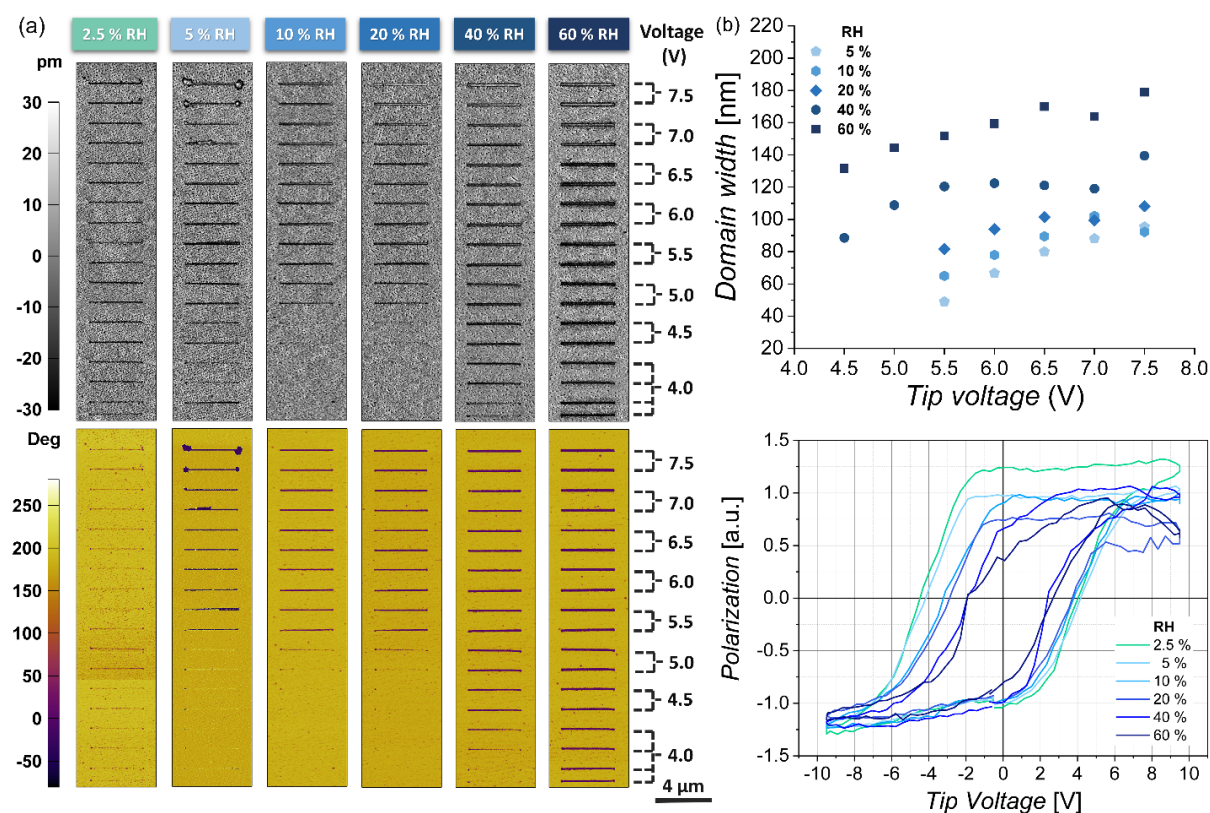 (a)
2.5 % RH
5 % RH
10 % RH
20 % RH
40 % RH
60 % RH
Voltage
(V)
pm
30
20
10
0
-10
-20
-30
7.5
7.0
6.5
6.0
5.5
5.0
4.5
4.0
Deg
250
200
150
100
50
0
-50
7.5
7.0
6.5
6.0
5.5
5.0
4.5
4.0
4 µm
(b)
Domain width [nm]
220
200
180
160
140
120
100
80
60
40
20
RH
5 %
10 %
20 %
40 %
60 %
4.0 4.5 5.0 5.5 6.0 6.5 7.0 7.5 8.0
Tip voltage (V)
Polarization [a.u.]
1.5
1.0
0.5
0.0
-0.5
-1.0
-1.5
RH
2.5 %
5 %
10 %
20 %
40 %
60 %
-10 -8 -6 -4 -2 0 2 4 6 8 10
Tip Voltage [V]